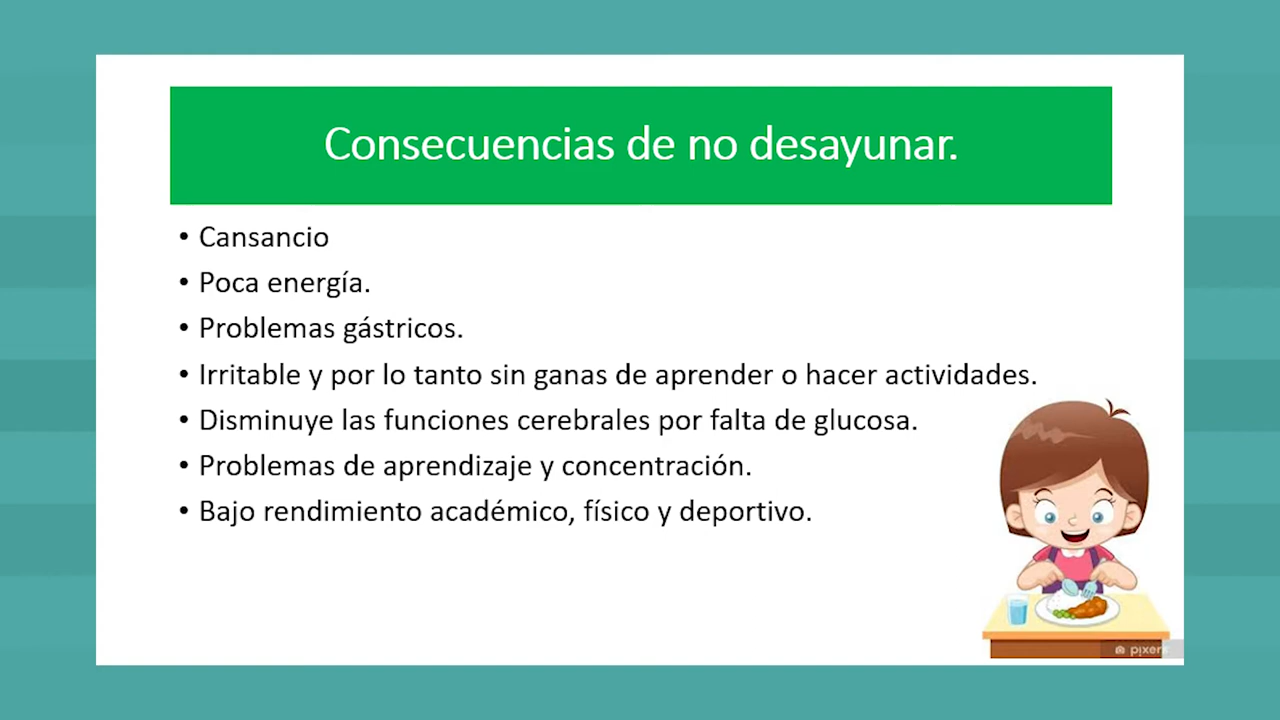 Consecuencias de no desayunar.
• Cansancio
• Poca energía.
• Problemas gástricos.
• Irritable y por lo tanto sin ganas de aprender o hacer actividades.
• Disminuye las funciones cerebrales por falta de glucosa.
• Problemas de aprendizaje y concentración.
• Bajo rendimiento académico, físico y deportivo.